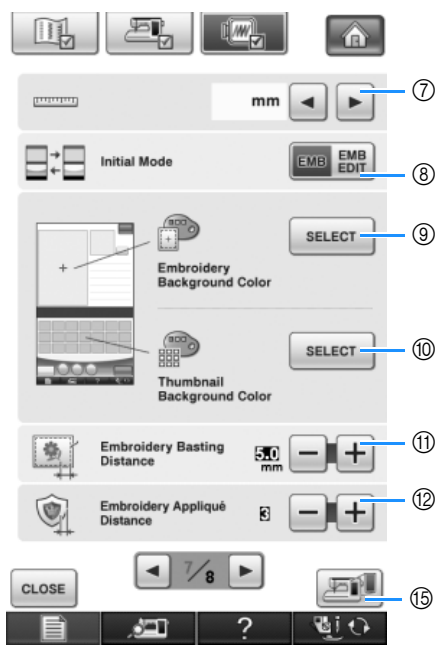 mm
⑦
Initial Mode
EMB
EMB EDIT
⑧
SELECT
⑨
Embroidery
Background Color
SELECT
⑩
Thumbnail
Background Color
Embroidery Basting
Distance
5.0
mm
− +
⑪
Embroidery Appliqué
Distance
3
− +
⑫
7/8
CLOSE
⑮
?